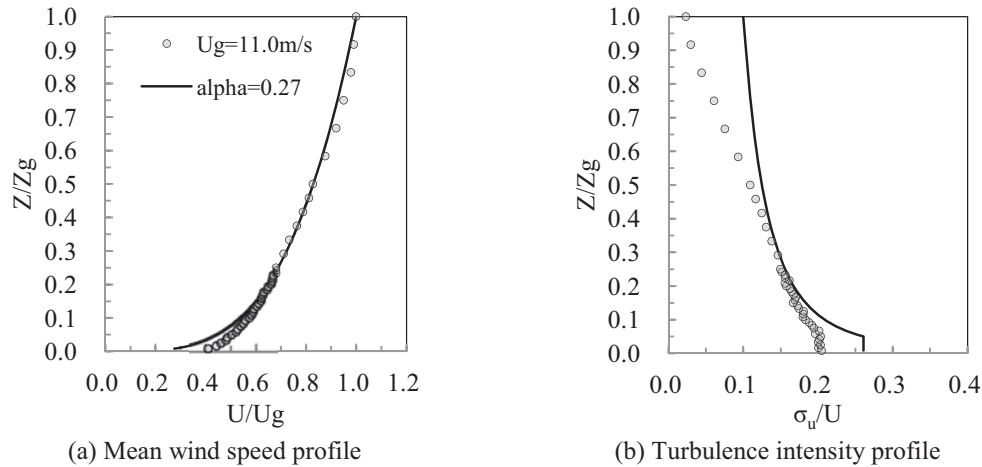 1.0
0.9
0.8
0.7
0.6
0.5
0.4
0.3
0.2
0.1
0.0
Z/Zg
Ug=11.0m/s
alpha=0.27
0.0 0.2 0.4 0.6 0.8 1.0 1.2
U/Ug
(a) Mean wind speed profile
1.0
0.9
0.8
0.7
0.6
0.5
0.4
0.3
0.2
0.1
0.0
Z/Zg
0.0 0.1 0.2 0.3 0.4
σu/U
(b) Turbulence intensity profile